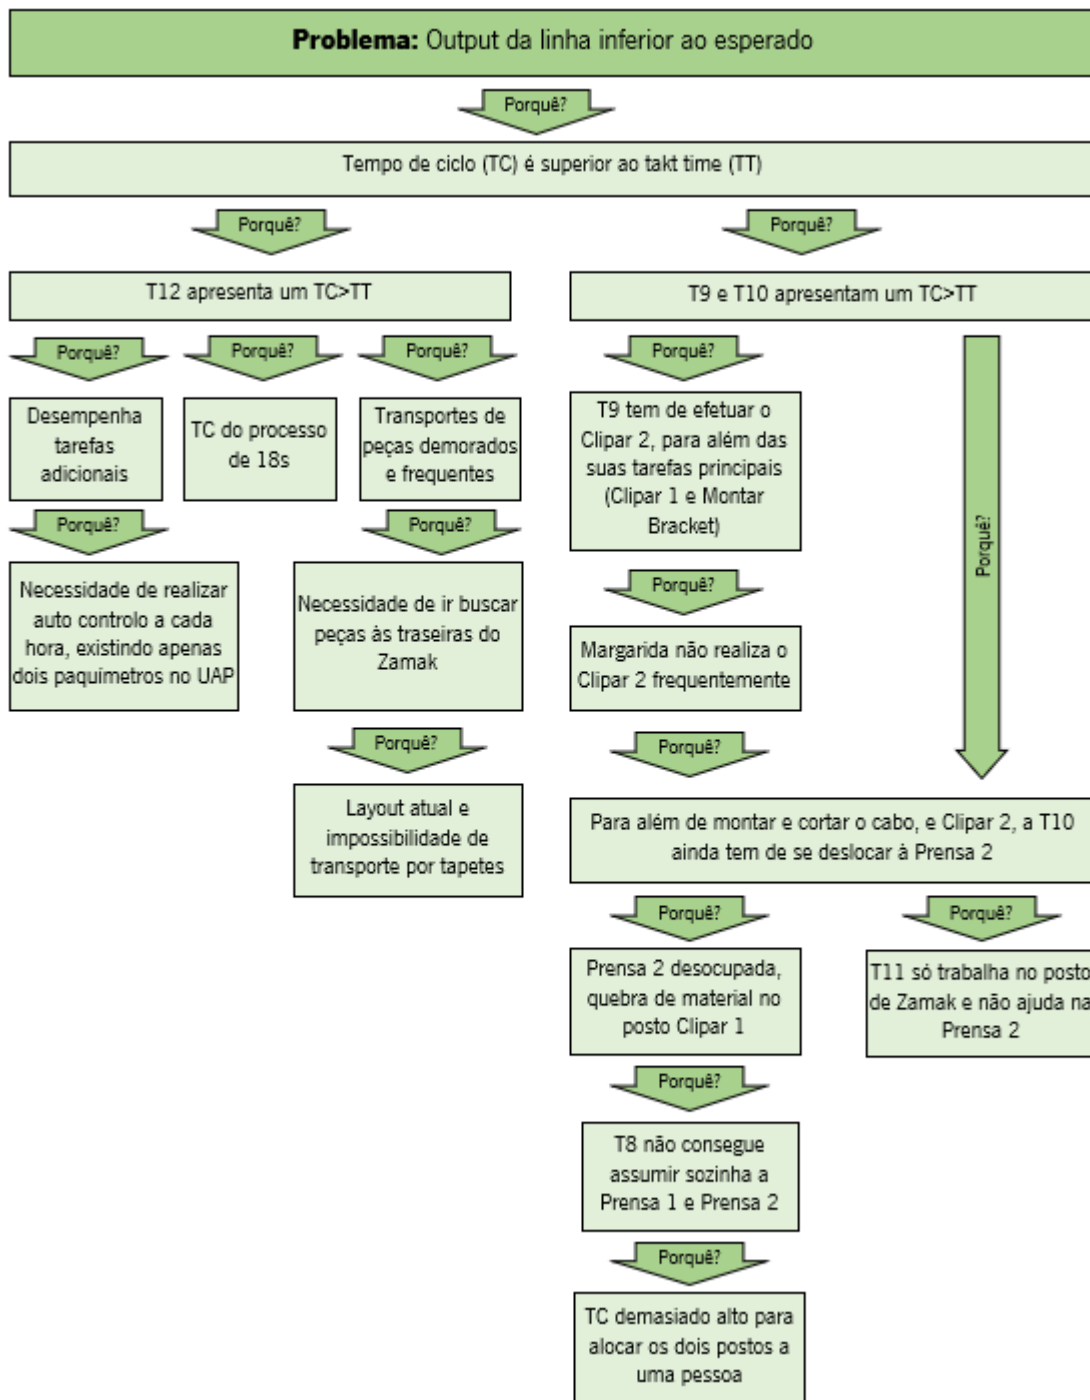 Problema: Output da linha inferior ao esperado
Porquê?
Tempo de ciclo (TC) é superior ao takt time (TT)
Porquê?
Porquê?
T12 apresenta um TC>TT
T9 e T10 apresentam um TC>TT
Porquê?
Porquê?
Porquê?
Porquê?
Porquê?
Desempenha
tarefas
adicionais
TC do processo
de 18s
Transportes de
peças demorados
e frequentes
T9 tem de efetuar o
Clipar 2, para além das
suas tarefas principais
(Clipar 1 e Montar
Bracket)
Porquê?
Porquê?
Necessidade de realizar
auto controlo a cada
hora, existindo apenas
dois paquímetros no UAP
Necessidade de ir buscar
peças às traseiras do
Zamak
Porquê?
Margarida não realiza o
Clipar 2 frequentemente
Porquê?
Porquê?
Layout atual e
impossibilidade de
transporte por tapetes
Para além de montar e cortar o cabo, e Clipar 2, a T10
ainda tem de se deslocar à Prensa 2
Porquê?
Porquê?
Prensa 2 desocupada,
quebra de material no
posto Clipar 1
T11 só trabalha no posto
de Zamak e não ajuda na
Prensa 2
Porquê?
T8 não consegue
assumir sozinha a
Prensa 1 e Prensa 2
Porquê?
TC demasiado alto para
alocar os dois postos a
uma pessoa